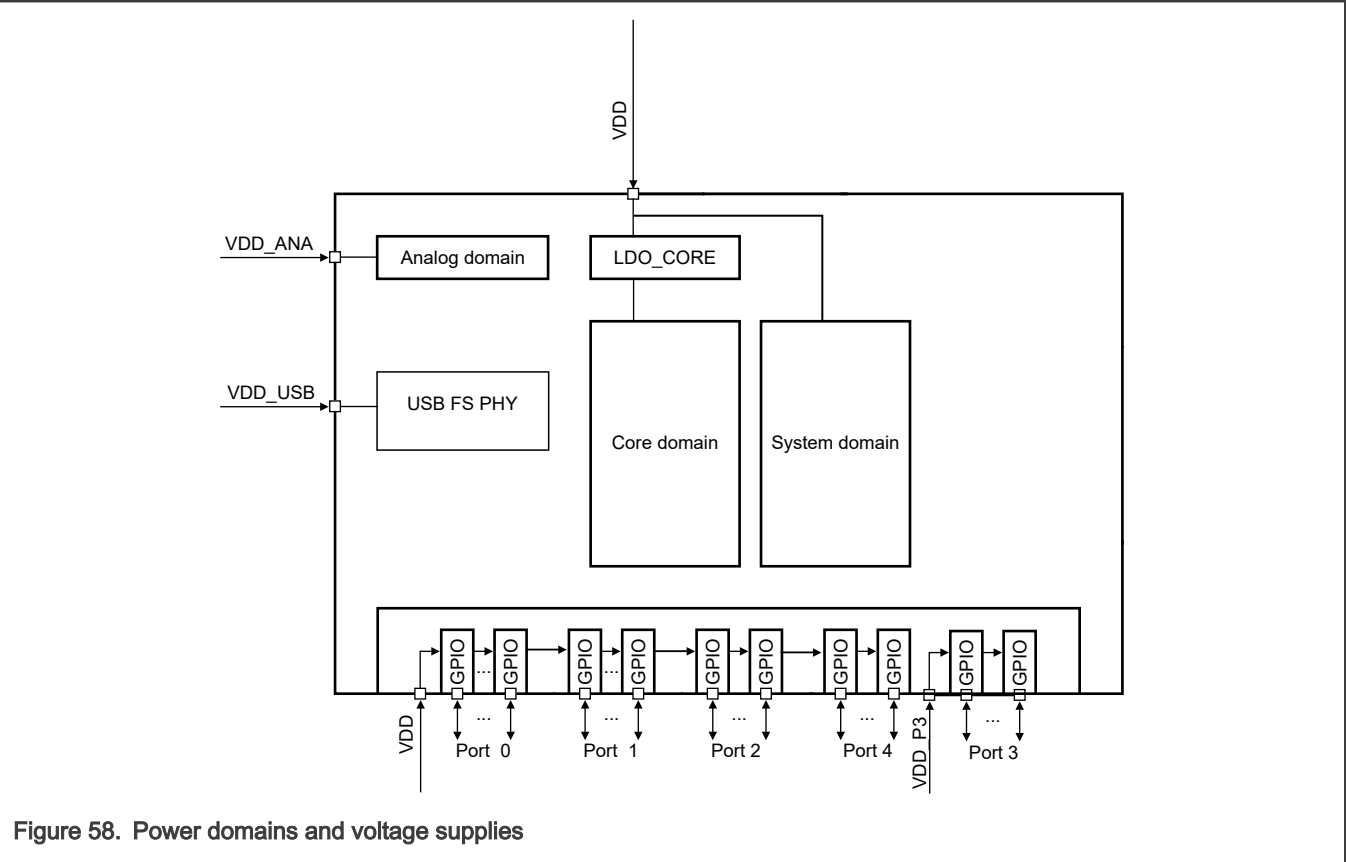 VDD
VDD_ANA
Analog domain
LDO_CORE
VDD_USB
USB FS PHY
Core domain
System domain
GPIO
...
GPIO
GPIO
...
GPIO
GPIO
GPIO
GPIO
GPIO
GPIO
GPIO
VDD
...
...
...
...
VDD_P3
...
Port 0
Port 1
Port 2
Port 4
Port 3
Figure 58. Power domains and voltage supplies